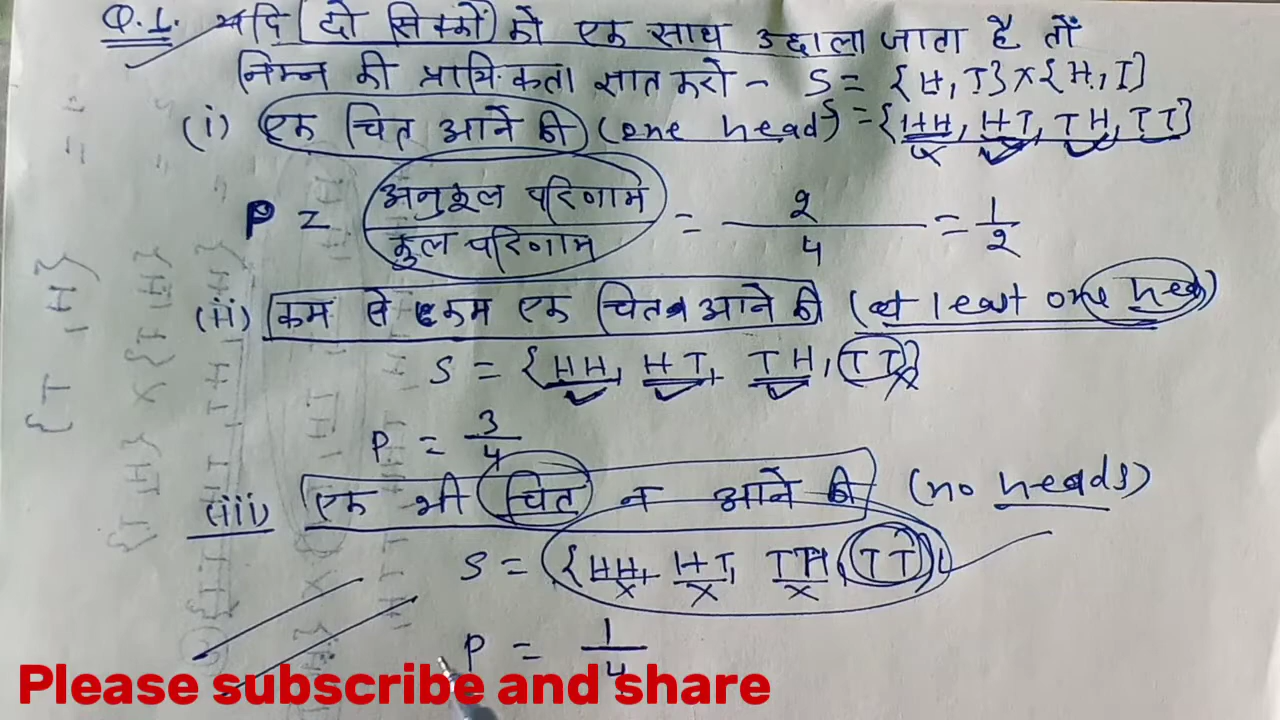 Q.1. यदि दो सिक्कों को एक साथ उछाला जाता है तों
निम्न की प्रायिकता ज्ञात करो - S = {H, T} x {H, T}
(i) एक चित आने की (one head) S = {HH, HT, TH, TT}
P = अनुकूल परिणाम / कुल परिणाम = 2/4 = 1/2
(ii) कम से कम एक चित आने की (at least one head)
S = {HH, HT, TH, TT}
P = 3/4
(iii) एक भी चित न आने की (no heads)
S = {HH, HT, TH, TT}
P = 1/4
Please subscribe and share